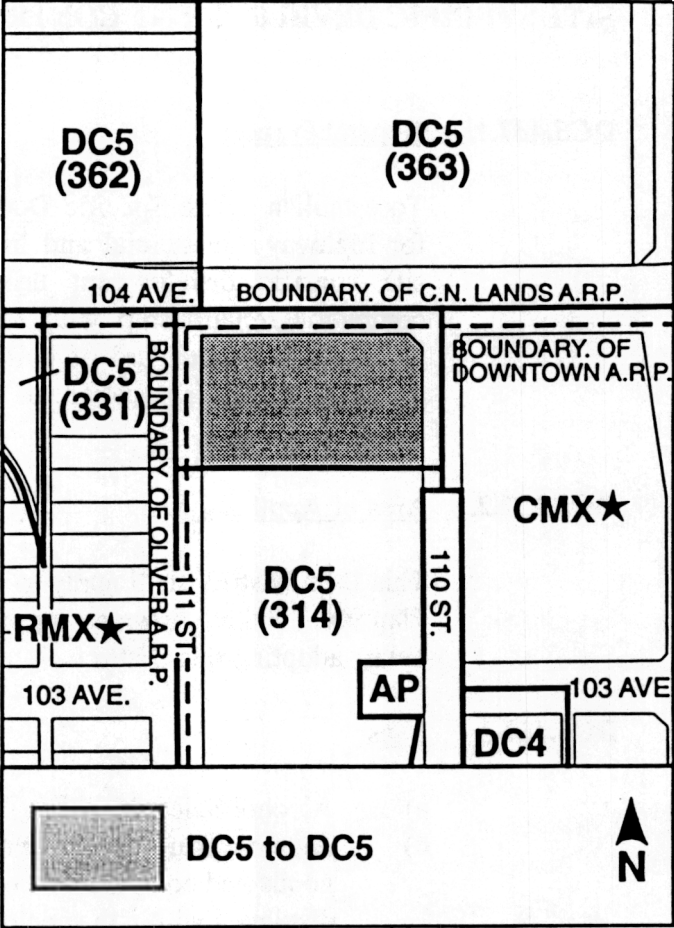 DC5
(362)
DC5
(363)
104 AVE.
BOUNDARY. OF C.N. LANDS A.R.P.
BOUNDARY. OF
DOWNTOWN A.R.P.
DC5
(331)
BOUNDARY. OF OLIVER A.R.P.
111 ST.
DC5
(314)
110 ST.
CMX★
RMX★
103 AVE.
AP
103 AVE
DC4
DC5 to DC5
N